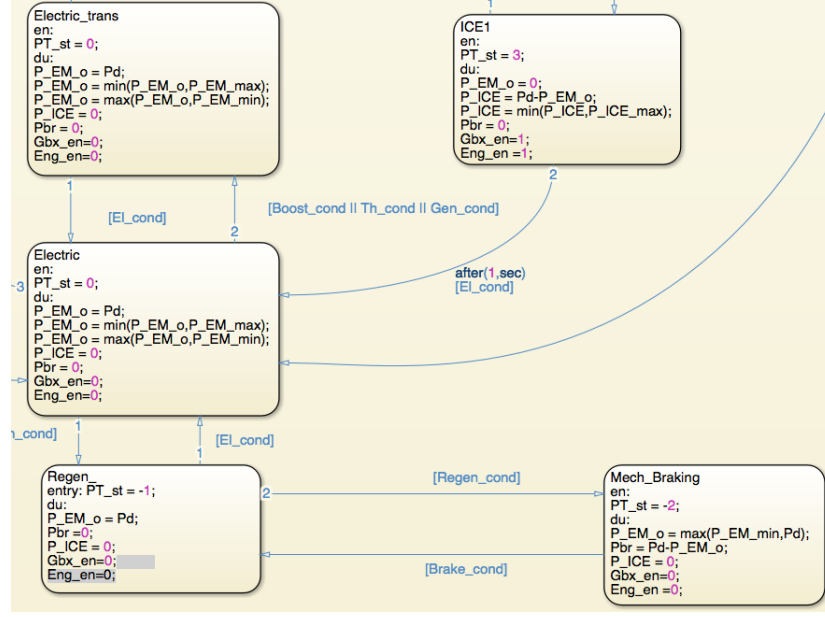 Electric_trans
en:
PT_st = 0;
du:
P_EM_o = Pd;
P_EM_o = min(P_EM_o,P_EM_max);
P_EM_o = max(P_EM_o,P_EM_min);
P_ICE = 0;
Pbr = 0;
Gbx_en=0;
Eng_en=0;
1
ICE1
en:
PT_st = 3;
du:
P_EM_o = 0;
P_ICE = Pd-P_EM_o;
P_ICE = min(P_ICE,P_ICE_max);
Pbr = 0;
Gbx_en=1;
Eng_en =1;
1
2
[El_cond]
2
[Boost_cond || Th_cond || Gen_cond]
after(1,sec)
[El_cond]
3
Electric
en:
PT_st = 0;
du:
P_EM_o = Pd;
P_EM_o = min(P_EM_o,P_EM_max);
P_EM_o = max(P_EM_o,P_EM_min);
P_ICE = 0;
Pbr = 0;
Gbx_en=0;
Eng_en=0;
1
n_cond]
1
[El_cond]
Regen_
entry: PT_st = -1;
du:
P_EM_o = Pd;
Pbr =0;
P_ICE = 0;
Gbx_en=0;
Eng_en=0;
2
[Regen_cond]
[Brake_cond]
Mech_Braking
en:
PT_st = -2;
du:
P_EM_o = max(P_EM_min,Pd);
Pbr = Pd-P_EM_o;
P_ICE = 0;
Gbx_en=0;
Eng_en =0;